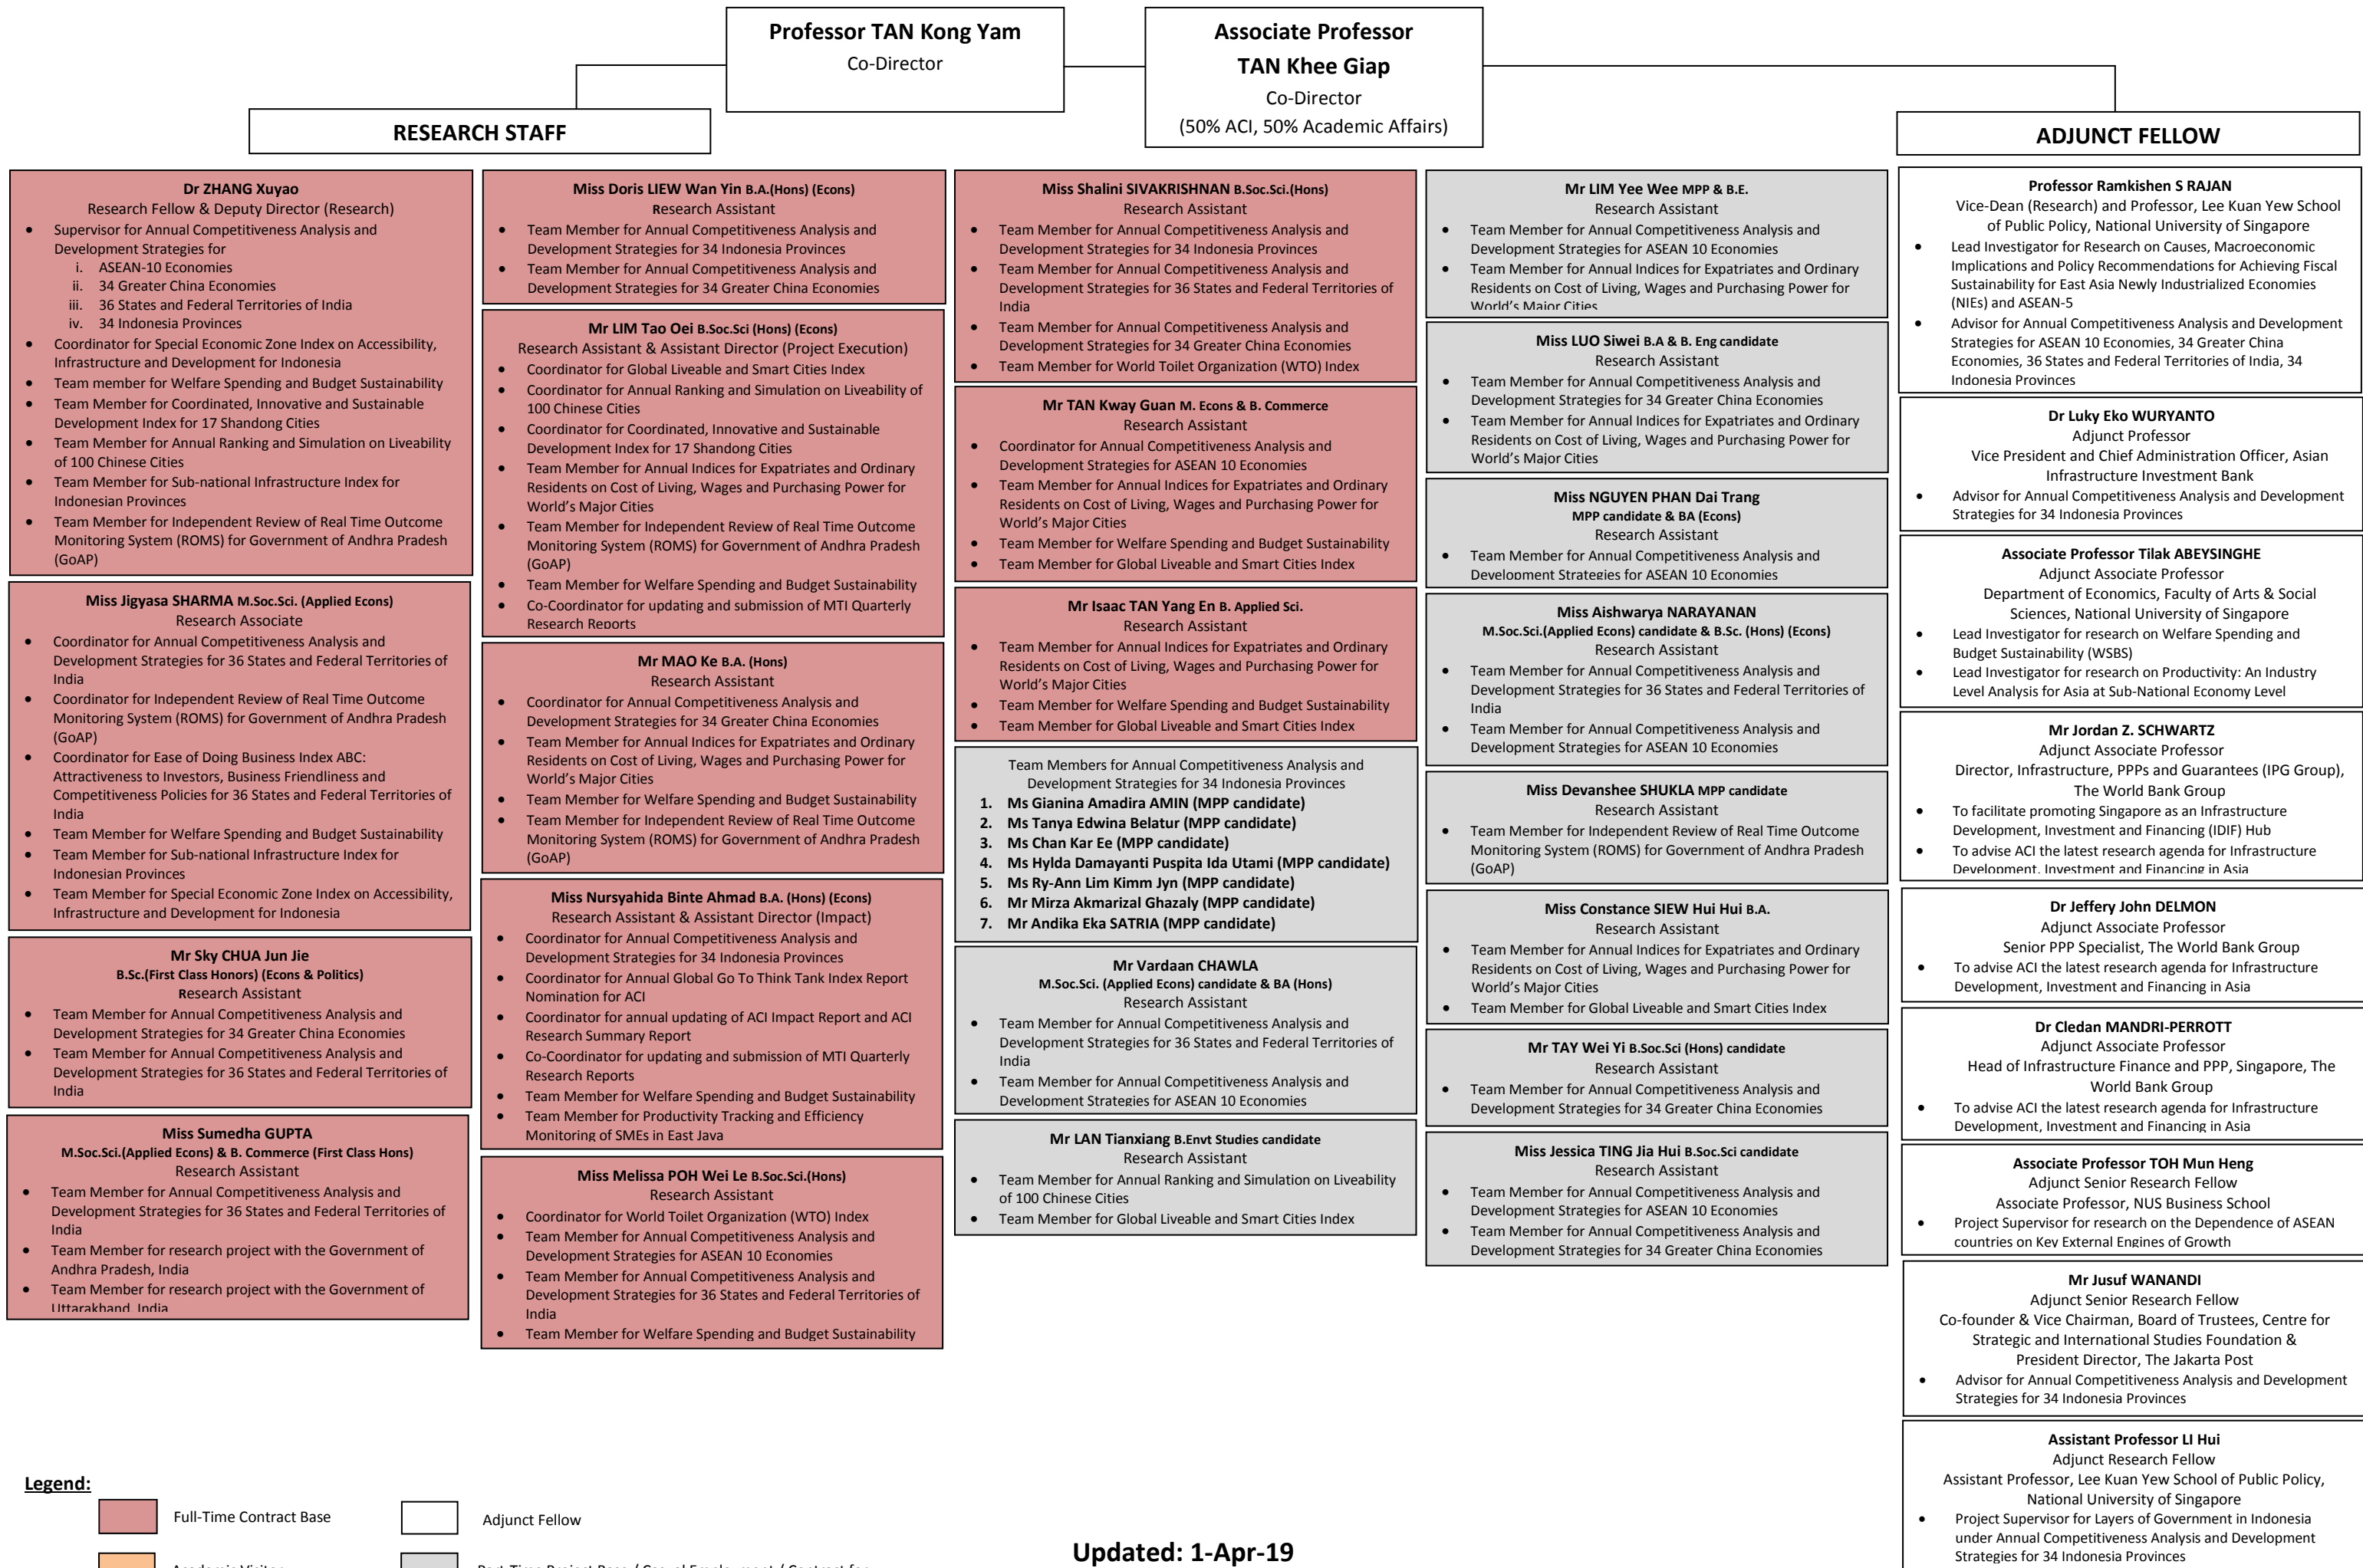 Professor TAN Kong Yam
Co-Director
Associate Professor
TAN Khee Giap
Co-Director
(50% ACI, 50% Academic Affairs)
RESEARCH STAFF
ADJUNCT FELLOW
Dr ZHANG Xuyao
Research Fellow & Deputy Director (Research)
• Supervisor for Annual Competitiveness Analysis and
Development Strategies for
i. ASEAN-10 Economies
ii. 34 Greater China Economies
iii. 36 States and Federal Territories of India
iv. 34 Indonesia Provinces
• Coordinator for Special Economic Zone Index on Accessibility,
Infrastructure and Development for Indonesia
• Team member for Welfare Spending and Budget Sustainability
• Team Member for Coordinated, Innovative and Sustainable
Development Index for 17 Shandong Cities
• Team Member for Annual Ranking and Simulation on Liveability
of 100 Chinese Cities
• Team Member for Sub-national Infrastructure Index for
Indonesian Provinces
• Team Member for Independent Review of Real Time Outcome
Monitoring System (ROMS) for Government of Andhra Pradesh
(GoAP)
Miss Jigyasa SHARMA M.Soc.Sci. (Applied Econs)
Research Associate
• Coordinator for Annual Competitiveness Analysis and
Development Strategies for 36 States and Federal Territories of
India
• Coordinator for Independent Review of Real Time Outcome
Monitoring System (ROMS) for Government of Andhra Pradesh
(GoAP)
• Coordinator for Ease of Doing Business Index ABC:
Attractiveness to Investors, Business Friendliness and
Competitiveness Policies for 36 States and Federal Territories of
India
• Team Member for Welfare Spending and Budget Sustainability
• Team Member for Sub-national Infrastructure Index for
Indonesian Provinces
• Team Member for Special Economic Zone Index on Accessibility,
Infrastructure and Development for Indonesia
Mr Sky CHUA Jun Jie
B.Sc.(First Class Honors) (Econs & Politics)
Research Assistant
• Team Member for Annual Competitiveness Analysis and
Development Strategies for 34 Greater China Economies
• Team Member for Annual Competitiveness Analysis and
Development Strategies for 36 States and Federal Territories of
India
Miss Sumedha GUPTA
M.Soc.Sci.(Applied Econs) & B. Commerce (First Class Hons)
Research Assistant
• Team Member for Annual Competitiveness Analysis and
Development Strategies for 36 States and Federal Territories of
India
• Team Member for research project with the Government of
Andhra Pradesh, India
• Team Member for research project with the Government of
Uttarakhand, India
Miss Doris LIEW Wan Yin B.A.(Hons) (Econs)
Research Assistant
• Team Member for Annual Competitiveness Analysis and
Development Strategies for 34 Indonesia Provinces
• Team Member for Annual Competitiveness Analysis and
Development Strategies for 34 Greater China Economies
Mr LIM Tao Oei B.Soc.Sci (Hons) (Econs)
Research Assistant & Assistant Director (Project Execution)
• Coordinator for Global Liveable and Smart Cities Index
• Coordinator for Annual Ranking and Simulation on Liveability of
100 Chinese Cities
• Coordinator for Coordinated, Innovative and Sustainable
Development Index for 17 Shandong Cities
• Team Member for Annual Indices for Expatriates and Ordinary
Residents on Cost of Living, Wages and Purchasing Power for
World's Major Cities
• Team Member for Independent Review of Real Time Outcome
Monitoring System (ROMS) for Government of Andhra Pradesh
(GoAP)
• Team Member for Welfare Spending and Budget Sustainability
• Co-Coordinator for updating and submission of MTI Quarterly
Research Reports
Mr MAO Ke B.A. (Hons)
Research Assistant
• Coordinator for Annual Competitiveness Analysis and
Development Strategies for 34 Greater China Economies
• Team Member for Annual Indices for Expatriates and Ordinary
Residents on Cost of Living, Wages and Purchasing Power for
World's Major Cities
• Team Member for Welfare Spending and Budget Sustainability
• Team Member for Independent Review of Real Time Outcome
Monitoring System (ROMS) for Government of Andhra Pradesh
(GoAP)
Miss Nursyahida Binte Ahmad B.A. (Hons) (Econs)
Research Assistant & Assistant Director (Impact)
• Coordinator for Annual Competitiveness Analysis and
Development Strategies for 34 Indonesia Provinces
• Coordinator for Annual Global Go To Think Tank Index Report
Nomination for ACI
• Coordinator for annual updating of ACI Impact Report and ACI
Research Summary Report
• Co-Coordinator for updating and submission of MTI Quarterly
Research Reports
• Team Member for Welfare Spending and Budget Sustainability
• Team Member for Productivity Tracking and Efficiency
Monitoring of SMEs in East Java
Miss Melissa POH Wei Le B.Soc.Sci.(Hons)
Research Assistant
• Coordinator for World Toilet Organization (WTO) Index
• Team Member for Annual Competitiveness Analysis and
Development Strategies for ASEAN 10 Economies
• Team Member for Annual Competitiveness Analysis and
Development Strategies for 36 States and Federal Territories of
India
• Team Member for Welfare Spending and Budget Sustainability
Miss Shalini SIVAKRISHNAN B.Soc.Sci.(Hons)
Research Assistant
• Team Member for Annual Competitiveness Analysis and
Development Strategies for 34 Indonesia Provinces
• Team Member for Annual Competitiveness Analysis and
Development Strategies for 36 States and Federal Territories of
India
• Team Member for Annual Competitiveness Analysis and
Development Strategies for 34 Greater China Economies
• Team Member for World Toilet Organization (WTO) Index
Mr TAN Kway Guan M. Econs & B. Commerce
Research Assistant
• Coordinator for Annual Competitiveness Analysis and
Development Strategies for ASEAN 10 Economies
• Team Member for Annual Indices for Expatriates and Ordinary
Residents on Cost of Living, Wages and Purchasing Power for
World's Major Cities
• Team Member for Welfare Spending and Budget Sustainability
• Team Member for Global Liveable and Smart Cities Index
Mr Isaac TAN Yang En B. Applied Sci.
Research Assistant
• Team Member for Annual Indices for Expatriates and Ordinary
Residents on Cost of Living, Wages and Purchasing Power for
World's Major Cities
• Team Member for Welfare Spending and Budget Sustainability
• Team Member for Global Liveable and Smart Cities Index
Team Members for Annual Competitiveness Analysis and
Development Strategies for 34 Indonesia Provinces
1. Ms Gianina Amadira AMIN (MPP candidate)
2. Ms Tanya Edwina Belatur (MPP candidate)
3. Ms Chan Kar Ee (MPP candidate)
4. Ms Hylda Damayanti Puspita Ida Utami (MPP candidate)
5. Ms Ry-Ann Lim Kimm Jyn (MPP candidate)
6. Mr Mirza Akmarizal Ghazaly (MPP candidate)
7. Mr Andika Eka SATRIA (MPP candidate)
Mr Vardaan CHAWLA
M.Soc.Sci. (Applied Econs) candidate & BA (Hons)
Research Assistant
• Team Member for Annual Competitiveness Analysis and
Development Strategies for 36 States and Federal Territories of
India
• Team Member for Annual Competitiveness Analysis and
Development Strategies for ASEAN 10 Economies
Mr LAN Tianxiang B.Envt Studies candidate
Research Assistant
• Team Member for Annual Ranking and Simulation on Liveability
of 100 Chinese Cities
• Team Member for Global Liveable and Smart Cities Index
Mr LIM Yee Wee MPP & B.E.
Research Assistant
• Team Member for Annual Competitiveness Analysis and
Development Strategies for ASEAN 10 Economies
• Team Member for Annual Indices for Expatriates and Ordinary
Residents on Cost of Living, Wages and Purchasing Power for
World's Major Cities
Miss LUO Siwei B.A & B. Eng candidate
Research Assistant
• Team Member for Annual Competitiveness Analysis and
Development Strategies for 34 Greater China Economies
• Team Member for Annual Indices for Expatriates and Ordinary
Residents on Cost of Living, Wages and Purchasing Power for
World's Major Cities
Miss NGUYEN PHAN Dai Trang
MPP candidate & BA (Econs)
Research Assistant
• Team Member for Annual Competitiveness Analysis and
Development Strategies for ASEAN 10 Economies
Miss Aishwarya NARAYANAN
M.Soc.Sci.(Applied Econs) candidate & B.Sc. (Hons) (Econs)
Research Assistant
• Team Member for Annual Competitiveness Analysis and
Development Strategies for 36 States and Federal Territories of
India
• Team Member for Annual Competitiveness Analysis and
Development Strategies for ASEAN 10 Economies
Miss Devanshee SHUKLA MPP candidate
Research Assistant
• Team Member for Independent Review of Real Time Outcome
Monitoring System (ROMS) for Government of Andhra Pradesh
(GoAP)
Miss Constance SIEW Hui Hui B.A.
Research Assistant
• Team Member for Annual Indices for Expatriates and Ordinary
Residents on Cost of Living, Wages and Purchasing Power for
World's Major Cities
• Team Member for Global Liveable and Smart Cities Index
Mr TAY Wei Yi B.Soc.Sci (Hons) candidate
Research Assistant
• Team Member for Annual Competitiveness Analysis and
Development Strategies for 34 Greater China Economies
Miss Jessica TING Jia Hui B.Soc.Sci candidate
Research Assistant
• Team Member for Annual Competitiveness Analysis and
Development Strategies for ASEAN 10 Economies
• Team Member for Annual Competitiveness Analysis and
Development Strategies for 34 Greater China Economies
Professor Ramkishen S RAJAN
Vice-Dean (Research) and Professor, Lee Kuan Yew School
of Public Policy, National University of Singapore
• Lead Investigator for Research on Causes, Macroeconomic
Implications and Policy Recommendations for Achieving Fiscal
Sustainability for East Asia Newly Industrialized Economies
(NIEs) and ASEAN-5
• Advisor for Annual Competitiveness Analysis and Development
Strategies for ASEAN 10 Economies, 34 Greater China
Economies, 36 States and Federal Territories of India, 34
Indonesia Provinces
Dr Luky Eko WURYANTO
Adjunct Professor
Vice President and Chief Administration Officer, Asian
Infrastructure Investment Bank
• Advisor for Annual Competitiveness Analysis and Development
Strategies for 34 Indonesia Provinces
Associate Professor Tilak ABEYSINGHE
Adjunct Associate Professor
Department of Economics, Faculty of Arts & Social
Sciences, National University of Singapore
• Lead Investigator for research on Welfare Spending and
Budget Sustainability (WSBS)
• Lead Investigator for research on Productivity: An Industry
Level Analysis for Asia at Sub-National Economy Level
Mr Jordan Z. SCHWARTZ
Adjunct Associate Professor
Director, Infrastructure, PPPs and Guarantees (IPG Group),
The World Bank Group
• To facilitate promoting Singapore as an Infrastructure
Development, Investment and Financing (IDIF) Hub
• To advise ACI the latest research agenda for Infrastructure
Development, Investment and Financing in Asia
Dr Jeffery John DELMON
Adjunct Associate Professor
Senior PPP Specialist, The World Bank Group
• To advise ACI the latest research agenda for Infrastructure
Development, Investment and Financing in Asia
Dr Cledan MANDRI-PERROTT
Adjunct Associate Professor
Head of Infrastructure Finance and PPP, Singapore, The
World Bank Group
• To advise ACI the latest research agenda for Infrastructure
Development, Investment and Financing in Asia
Associate Professor TOH Mun Heng
Adjunct Senior Research Fellow
Associate Professor, NUS Business School
• Project Supervisor for research on the Dependence of ASEAN
countries on Key External Engines of Growth
Mr Jusuf WANANDI
Adjunct Senior Research Fellow
Co-founder & Vice Chairman, Board of Trustees, Centre for
Strategic and International Studies Foundation &
President Director, The Jakarta Post
• Advisor for Annual Competitiveness Analysis and Development
Strategies for 34 Indonesia Provinces
Assistant Professor LI Hui
Adjunct Research Fellow
Assistant Professor, Lee Kuan Yew School of Public Policy,
National University of Singapore
• Project Supervisor for Layers of Government in Indonesia
under Annual Competitiveness Analysis and Development
Strategies for 34 Indonesia Provinces
Legend:
Full-Time Contract Base
Adjunct Fellow
Academic Visitor
Part-Time Project Base / Casual Employment / Contract for
Updated: 1-Apr-19